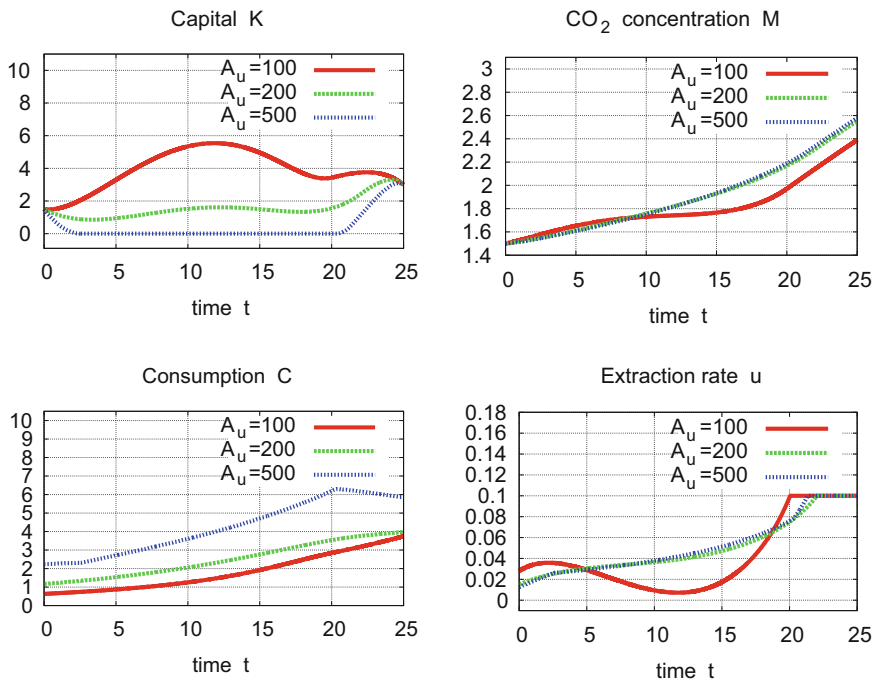 Capital K
10
8
6
4
2
0
A_u=100
A_u=200
A_u=500
0 5 10 15 20 25
time t
CO₂ concentration M
3
2.8
2.6
2.4
2.2
2
1.8
1.6
1.4
A_u=100
A_u=200
A_u=500
0 5 10 15 20 25
time t
Consumption C
10
9
8
7
6
5
4
3
2
1
0
A_u=100
A_u=200
A_u=500
0 5 10 15 20 25
time t
Extraction rate u
0.18
0.16
0.14
0.12
0.1
0.08
0.06
0.04
0.02
0
A_u=100
A_u=200
A_u=500
0 5 10 15 20 25
time t